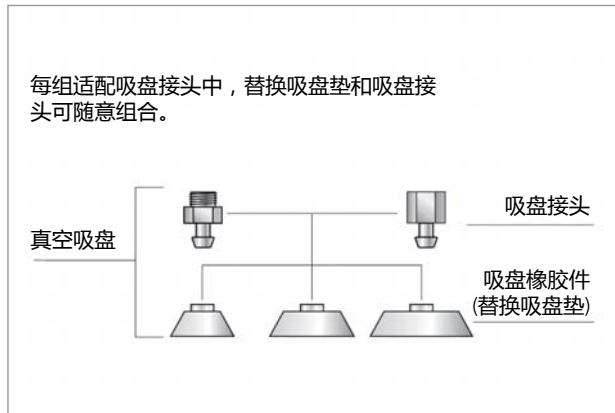 每组适配吸盘接头中，替换吸盘垫和吸盘接
头可随意组合。
吸盘接头
真空吸盘
吸盘橡胶件
(替换吸盘垫)